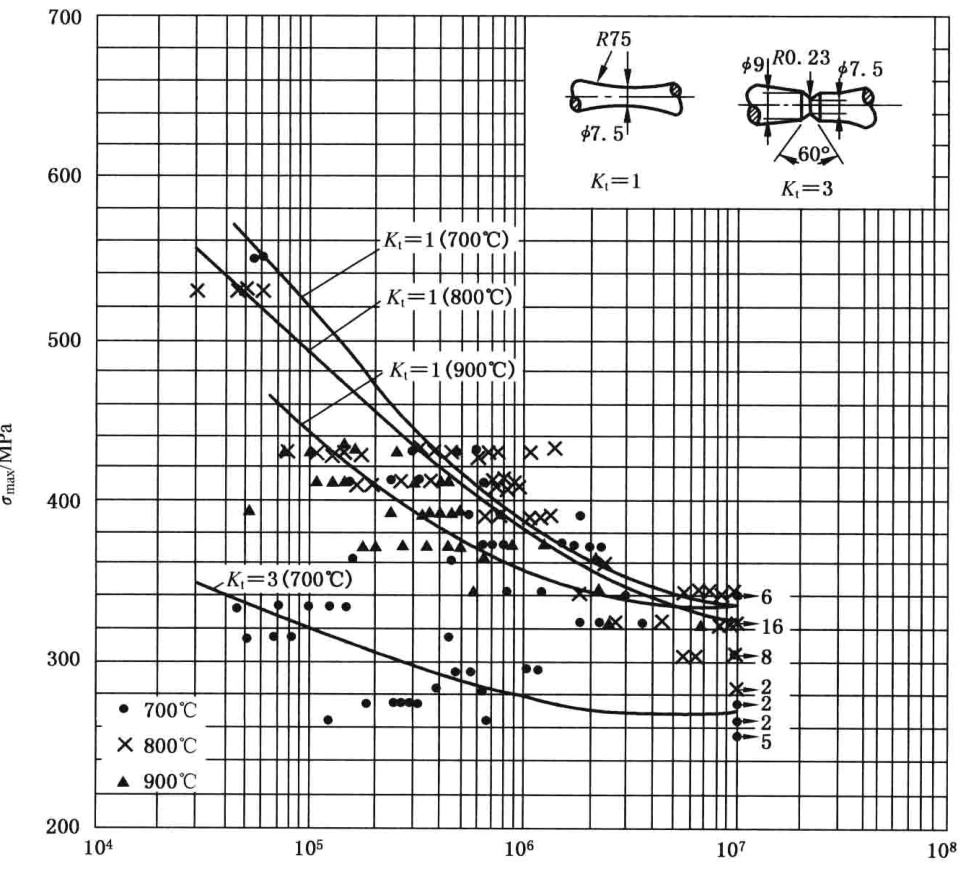 700
600
500
400
300
200
σmax/MPa
10⁴
10⁵
10⁶
10⁷
10⁸
R75
φ7.5
Kt=1
φ9
R0.23
φ7.5
60°
Kt=3
Kt=1(700℃)
Kt=1(800℃)
Kt=1(900℃)
Kt=3(700℃)
6
16
8
2
2
2
5
700℃
800℃
900℃